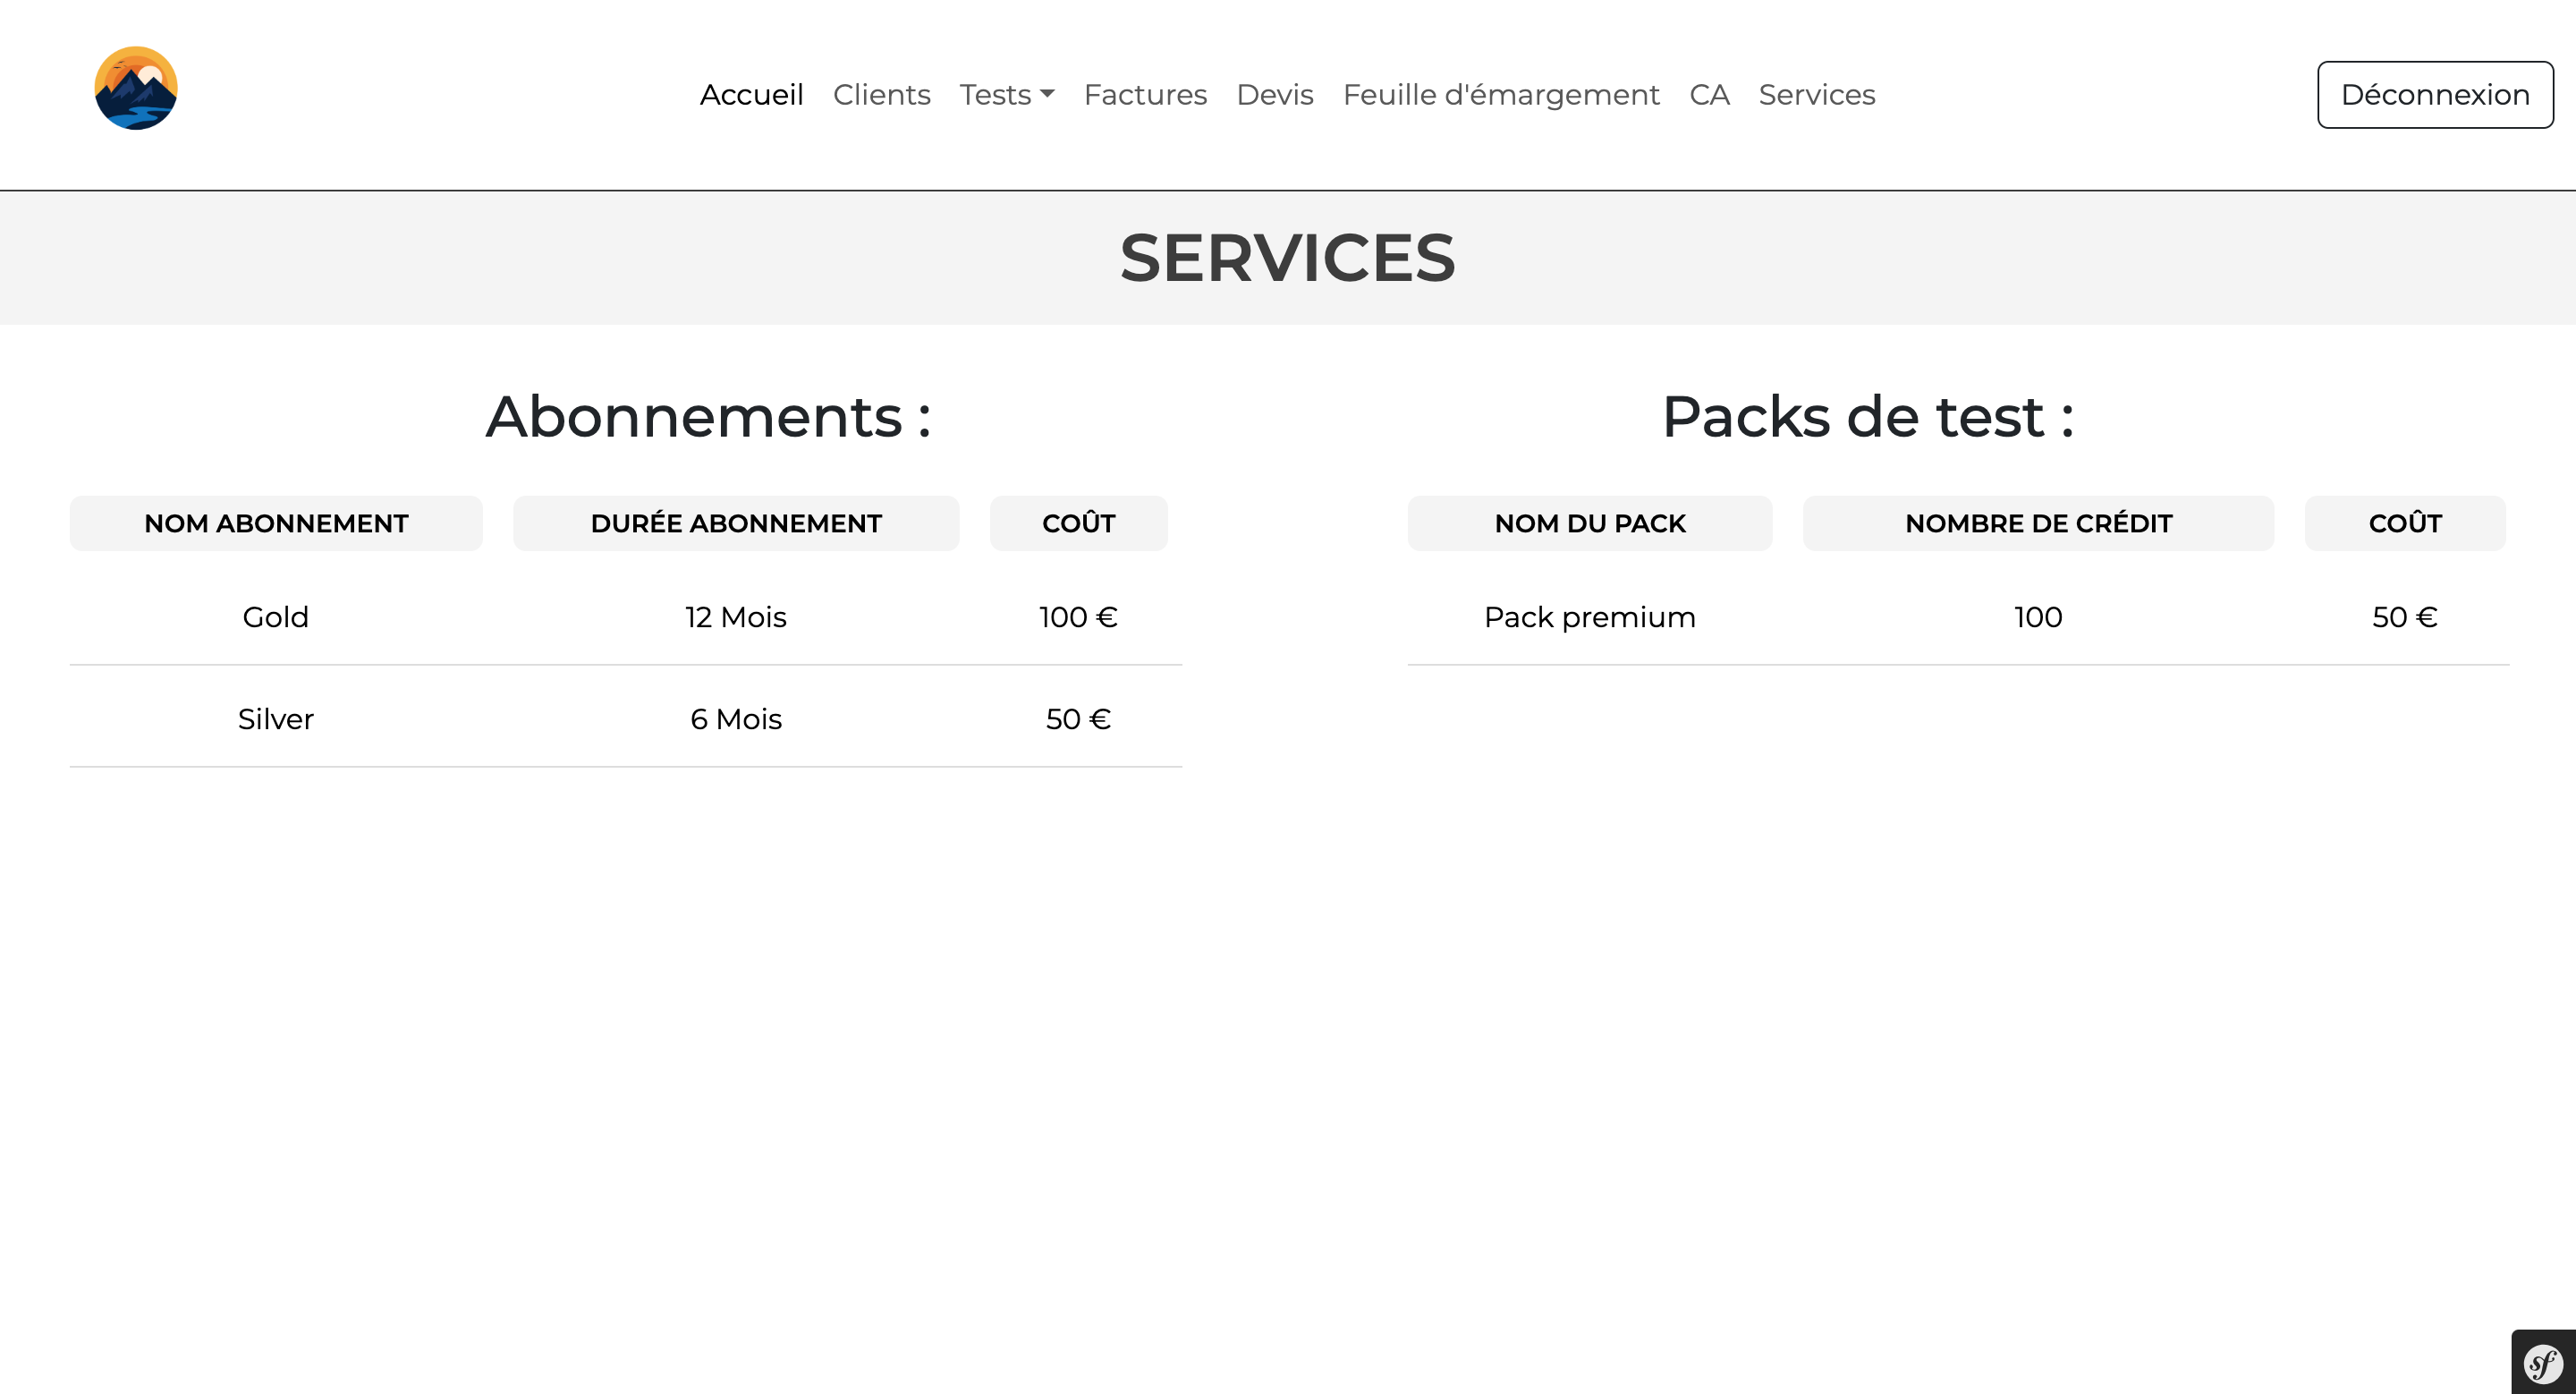 Accueil Clients Tests Factures Devis Feuille d'émargement CA Services Déconnexion
SERVICES
Abonnements :
NOM ABONNEMENT DURÉE ABONNEMENT COÛT
Gold 12 Mois 100 €
Silver 6 Mois 50 €
Packs de test :
NOM DU PACK NOMBRE DE CRÉDIT COÛT
Pack premium 100 50 €
sf